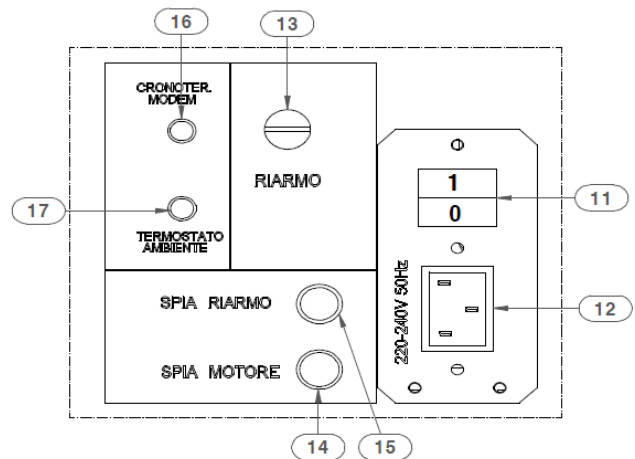 16
13
CRONOTER.
MODEM
RIARMO
17
TERMOSTATO
AMBIENTE
1
0
11
220-240V 50Hz
12
SPIA RIARMO
SPIA MOTORE
14
15